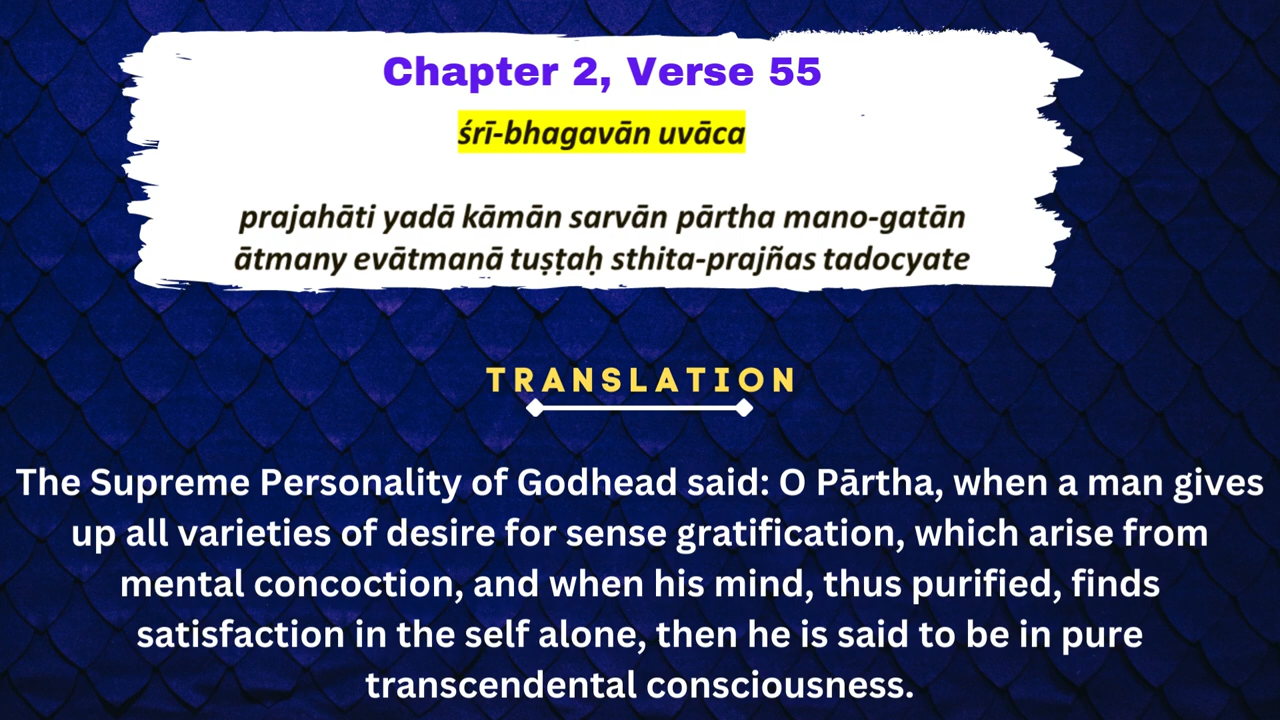 Chapter 2, Verse 55
śrī-bhagavān uvāca
prajahāti yadā kāmān sarvān pārtha mano-gatān
ātmany evātmanā tuṣṭaḥ sthita-prajñas tadocyate
TRANSLATION
The Supreme Personality of Godhead said: O Pārtha, when a man gives
up all varieties of desire for sense gratification, which arise from
mental concoction, and when his mind, thus purified, finds
satisfaction in the self alone, then he is said to be in pure
transcendental consciousness.